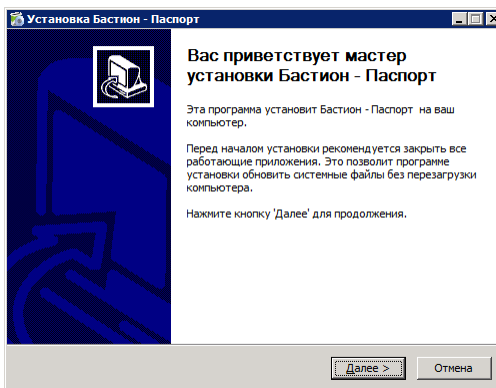 Установка Бастион - Паспорт
Вас приветствует мастер
установки Бастион - Паспорт
Эта программа установит Бастион - Паспорт на ваш
компьютер.
Перед началом установки рекомендуется закрыть все
работающие приложения. Это позволит программе
установки обновить системные файлы без перезагрузки
компьютера.
Нажмите кнопку 'Далее' для продолжения.
Далее >
Отмена